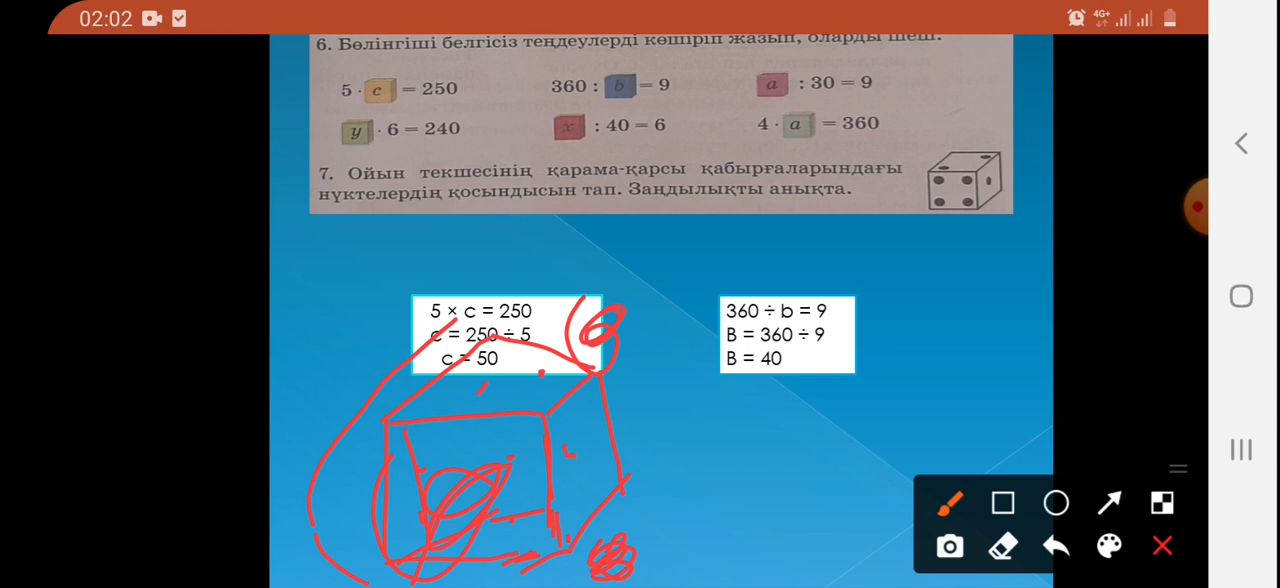 02:02
4G+
6. Бөлінгіші белгісіз теңдеулерді көшіріп жазып, оларды шеш.
5 · c = 250
360 : b = 9
a : 30 = 9
y · 6 = 240
x : 40 = 6
4 · a = 360
7. Ойын текшесінің қарама-қарсы қабырғаларындағы
нүктелердің қосындысын тап. Заңдылықты анықта.
5 × c = 250
c = 250 ÷ 5
c = 50
360 ÷ b = 9
B = 360 ÷ 9
B = 40